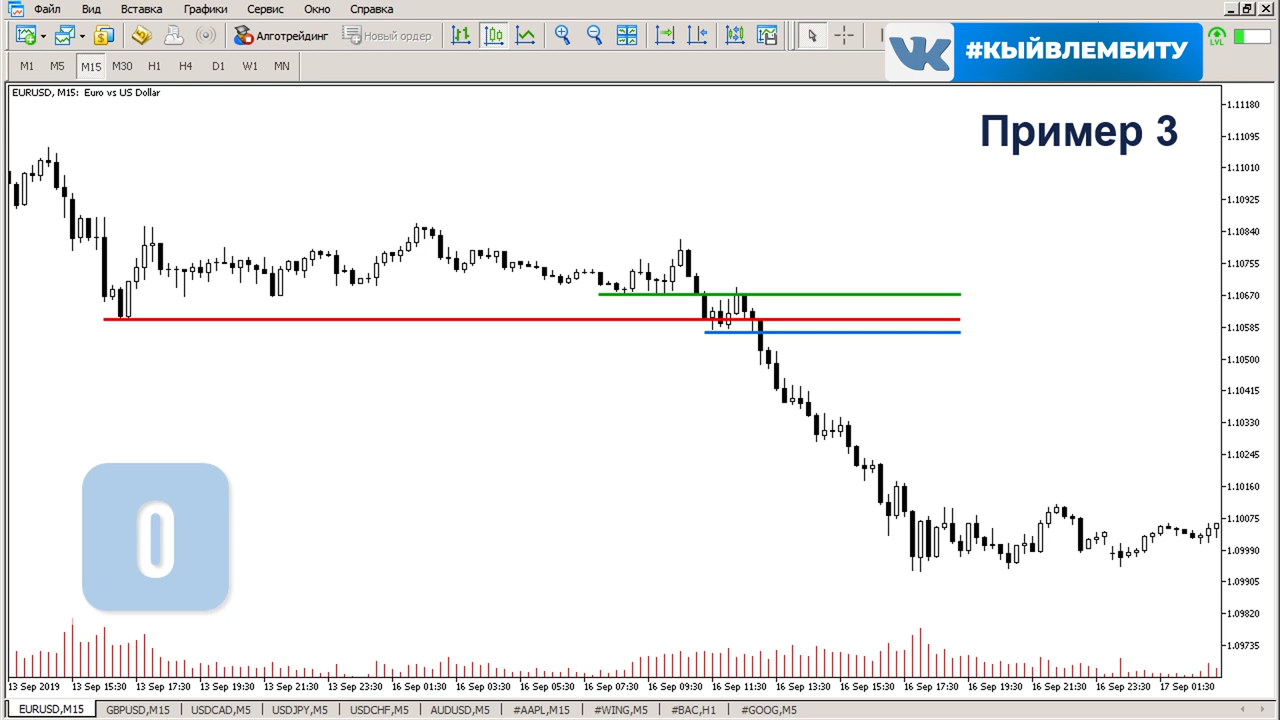 Файл Вид Вставка Графики Сервис Окно Справка
Алготрейдинг Новый ордер
LVL
#КЫЙВЛЕМБИТУ
M1 M5 M15 M30 H1 H4 D1 W1 MN
EURUSD, M15: Euro vs US Dollar
Пример 3
1.11180
1.11095
1.11010
1.10925
1.10840
1.10755
1.10670
1.10585
1.10500
1.10415
1.10330
1.10245
1.10160
1.10075
1.09990
1.09905
1.09820
1.09735
0
13 Sep 2019 13 Sep 15:30 13 Sep 17:30 13 Sep 19:30 13 Sep 21:30 13 Sep 23:30 16 Sep 01:30 16 Sep 03:30 16 Sep 05:30 16 Sep 07:30 16 Sep 09:30 16 Sep 11:30 16 Sep 13:30 16 Sep 15:30 16 Sep 17:30 16 Sep 19:30 16 Sep 21:30 16 Sep 23:30 17 Sep 01:30
EURUSD,M15 GBPUSD,M15 USDCAD,M5 USDJPY,M5 USDCHF,M5 AUDUSD,M5 #AAPL,M15 #WING,M5 #BAC,H1 #GOOG,M5